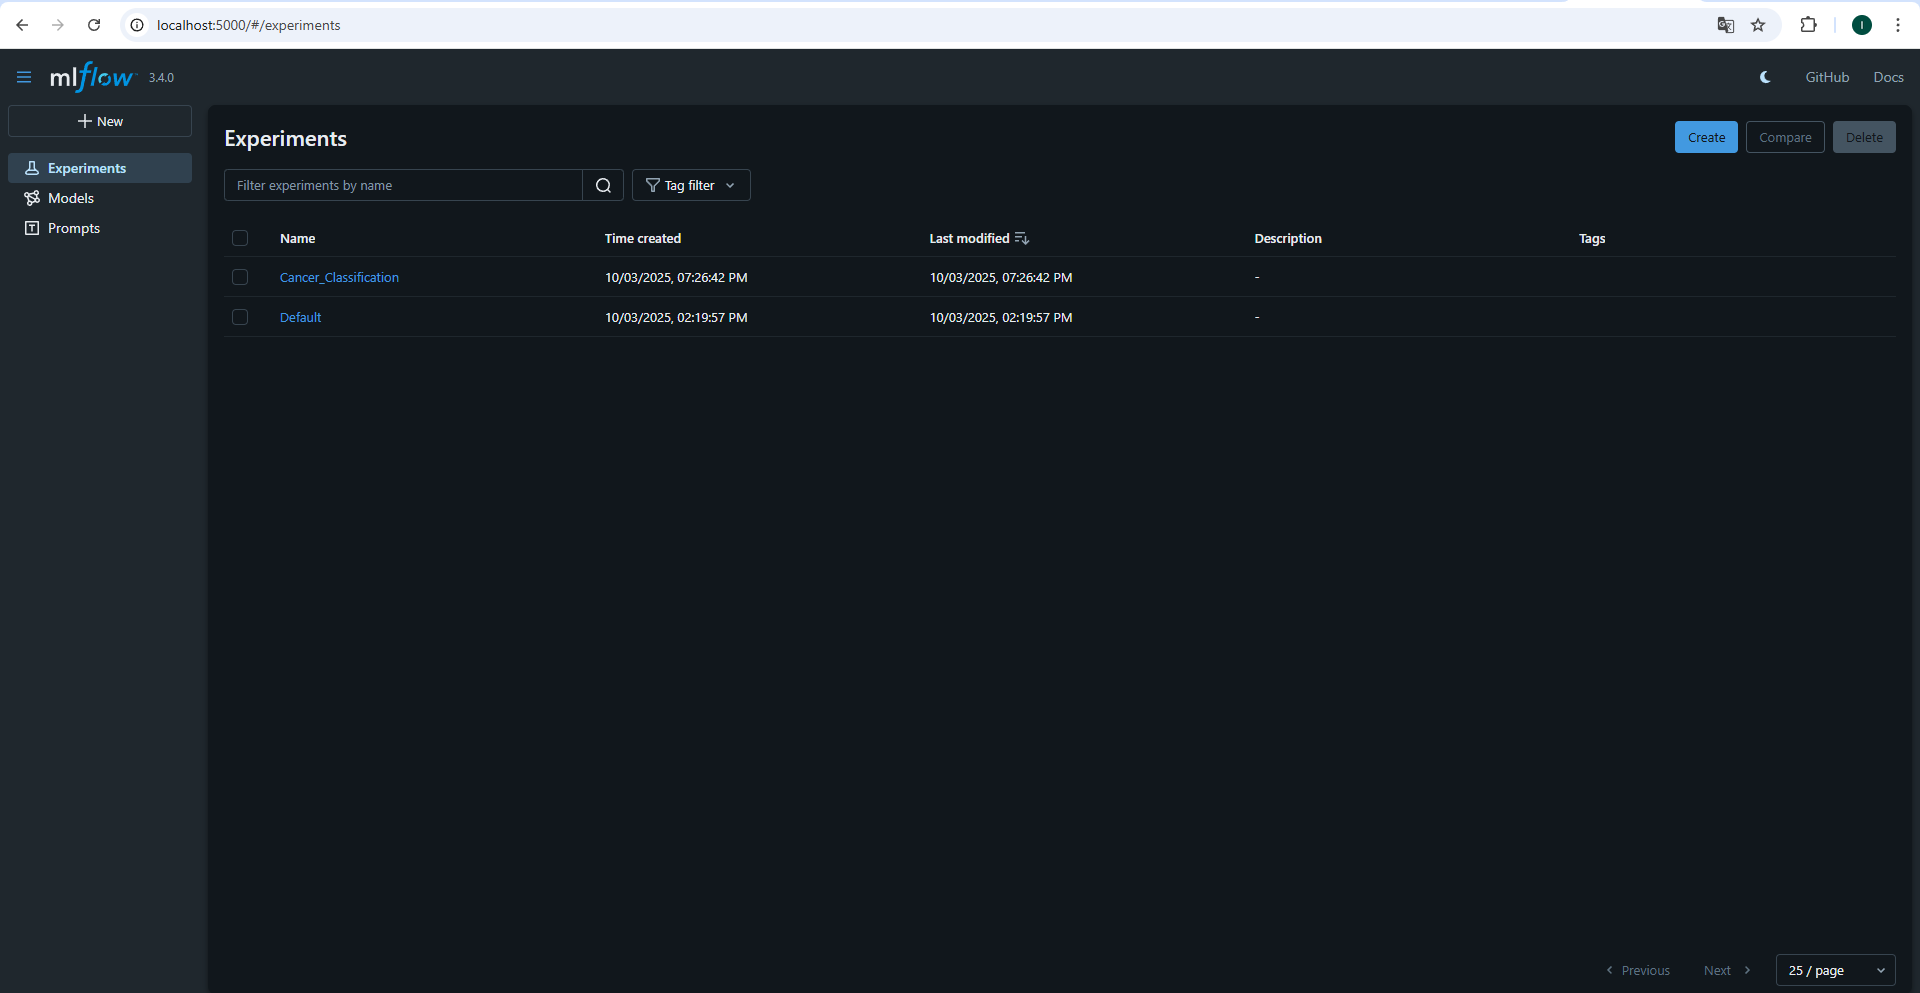 localhost:5000/#/experiments
I
mlflow 3.4.0
GitHub Docs
New
Experiments
Models
Prompts
Experiments
Create Compare Delete
Filter experiments by name Tag filter
Name Time created Last modified Description Tags
Cancer_Classification 10/03/2025, 07:26:42 PM 10/03/2025, 07:26:42 PM -
Default 10/03/2025, 02:19:57 PM 10/03/2025, 02:19:57 PM -
Previous Next 25 / page